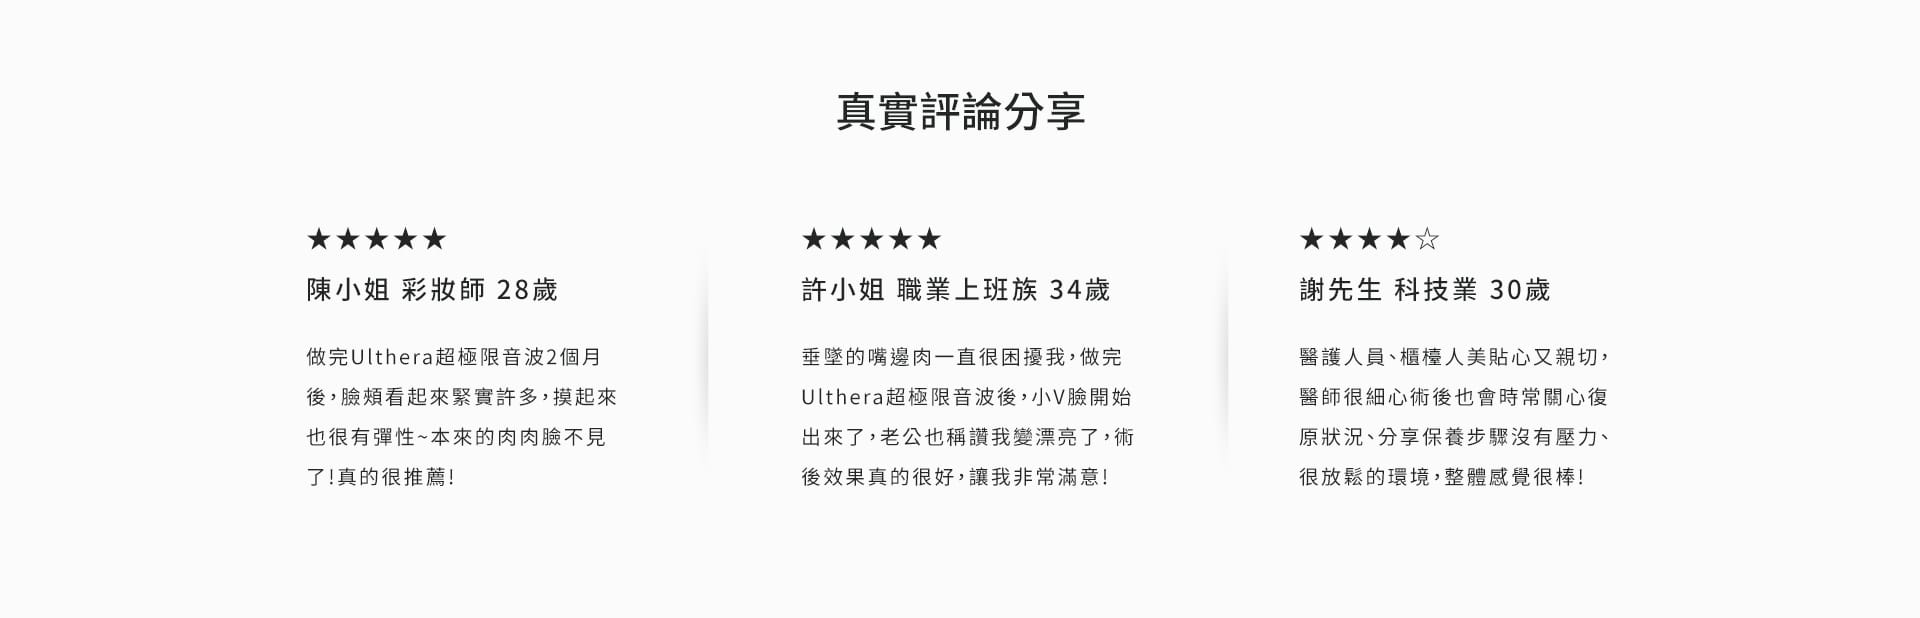 真實評論分享
★★★★★
陳小姐 彩妝師 28歲
做完Ulthera超極限音波2個月
後，臉頰看起來緊實許多，摸起來
也很有彈性~本來的肉肉臉不見
了!真的很推薦!
★★★★★
許小姐 職業上班族 34歲
垂墜的嘴邊肉一直很困擾我，做完
Ulthera超極限音波後，小V臉開始
出來了，老公也稱讚我變漂亮了，術
後效果真的很好，讓我非常滿意!
★★★★☆
謝先生 科技業 30歲
醫護人員、櫃檯人美貼心又親切，
醫師很細心術後也會時常關心復
原狀況、分享保養步驟沒有壓力、
很放鬆的環境，整體感覺很棒!